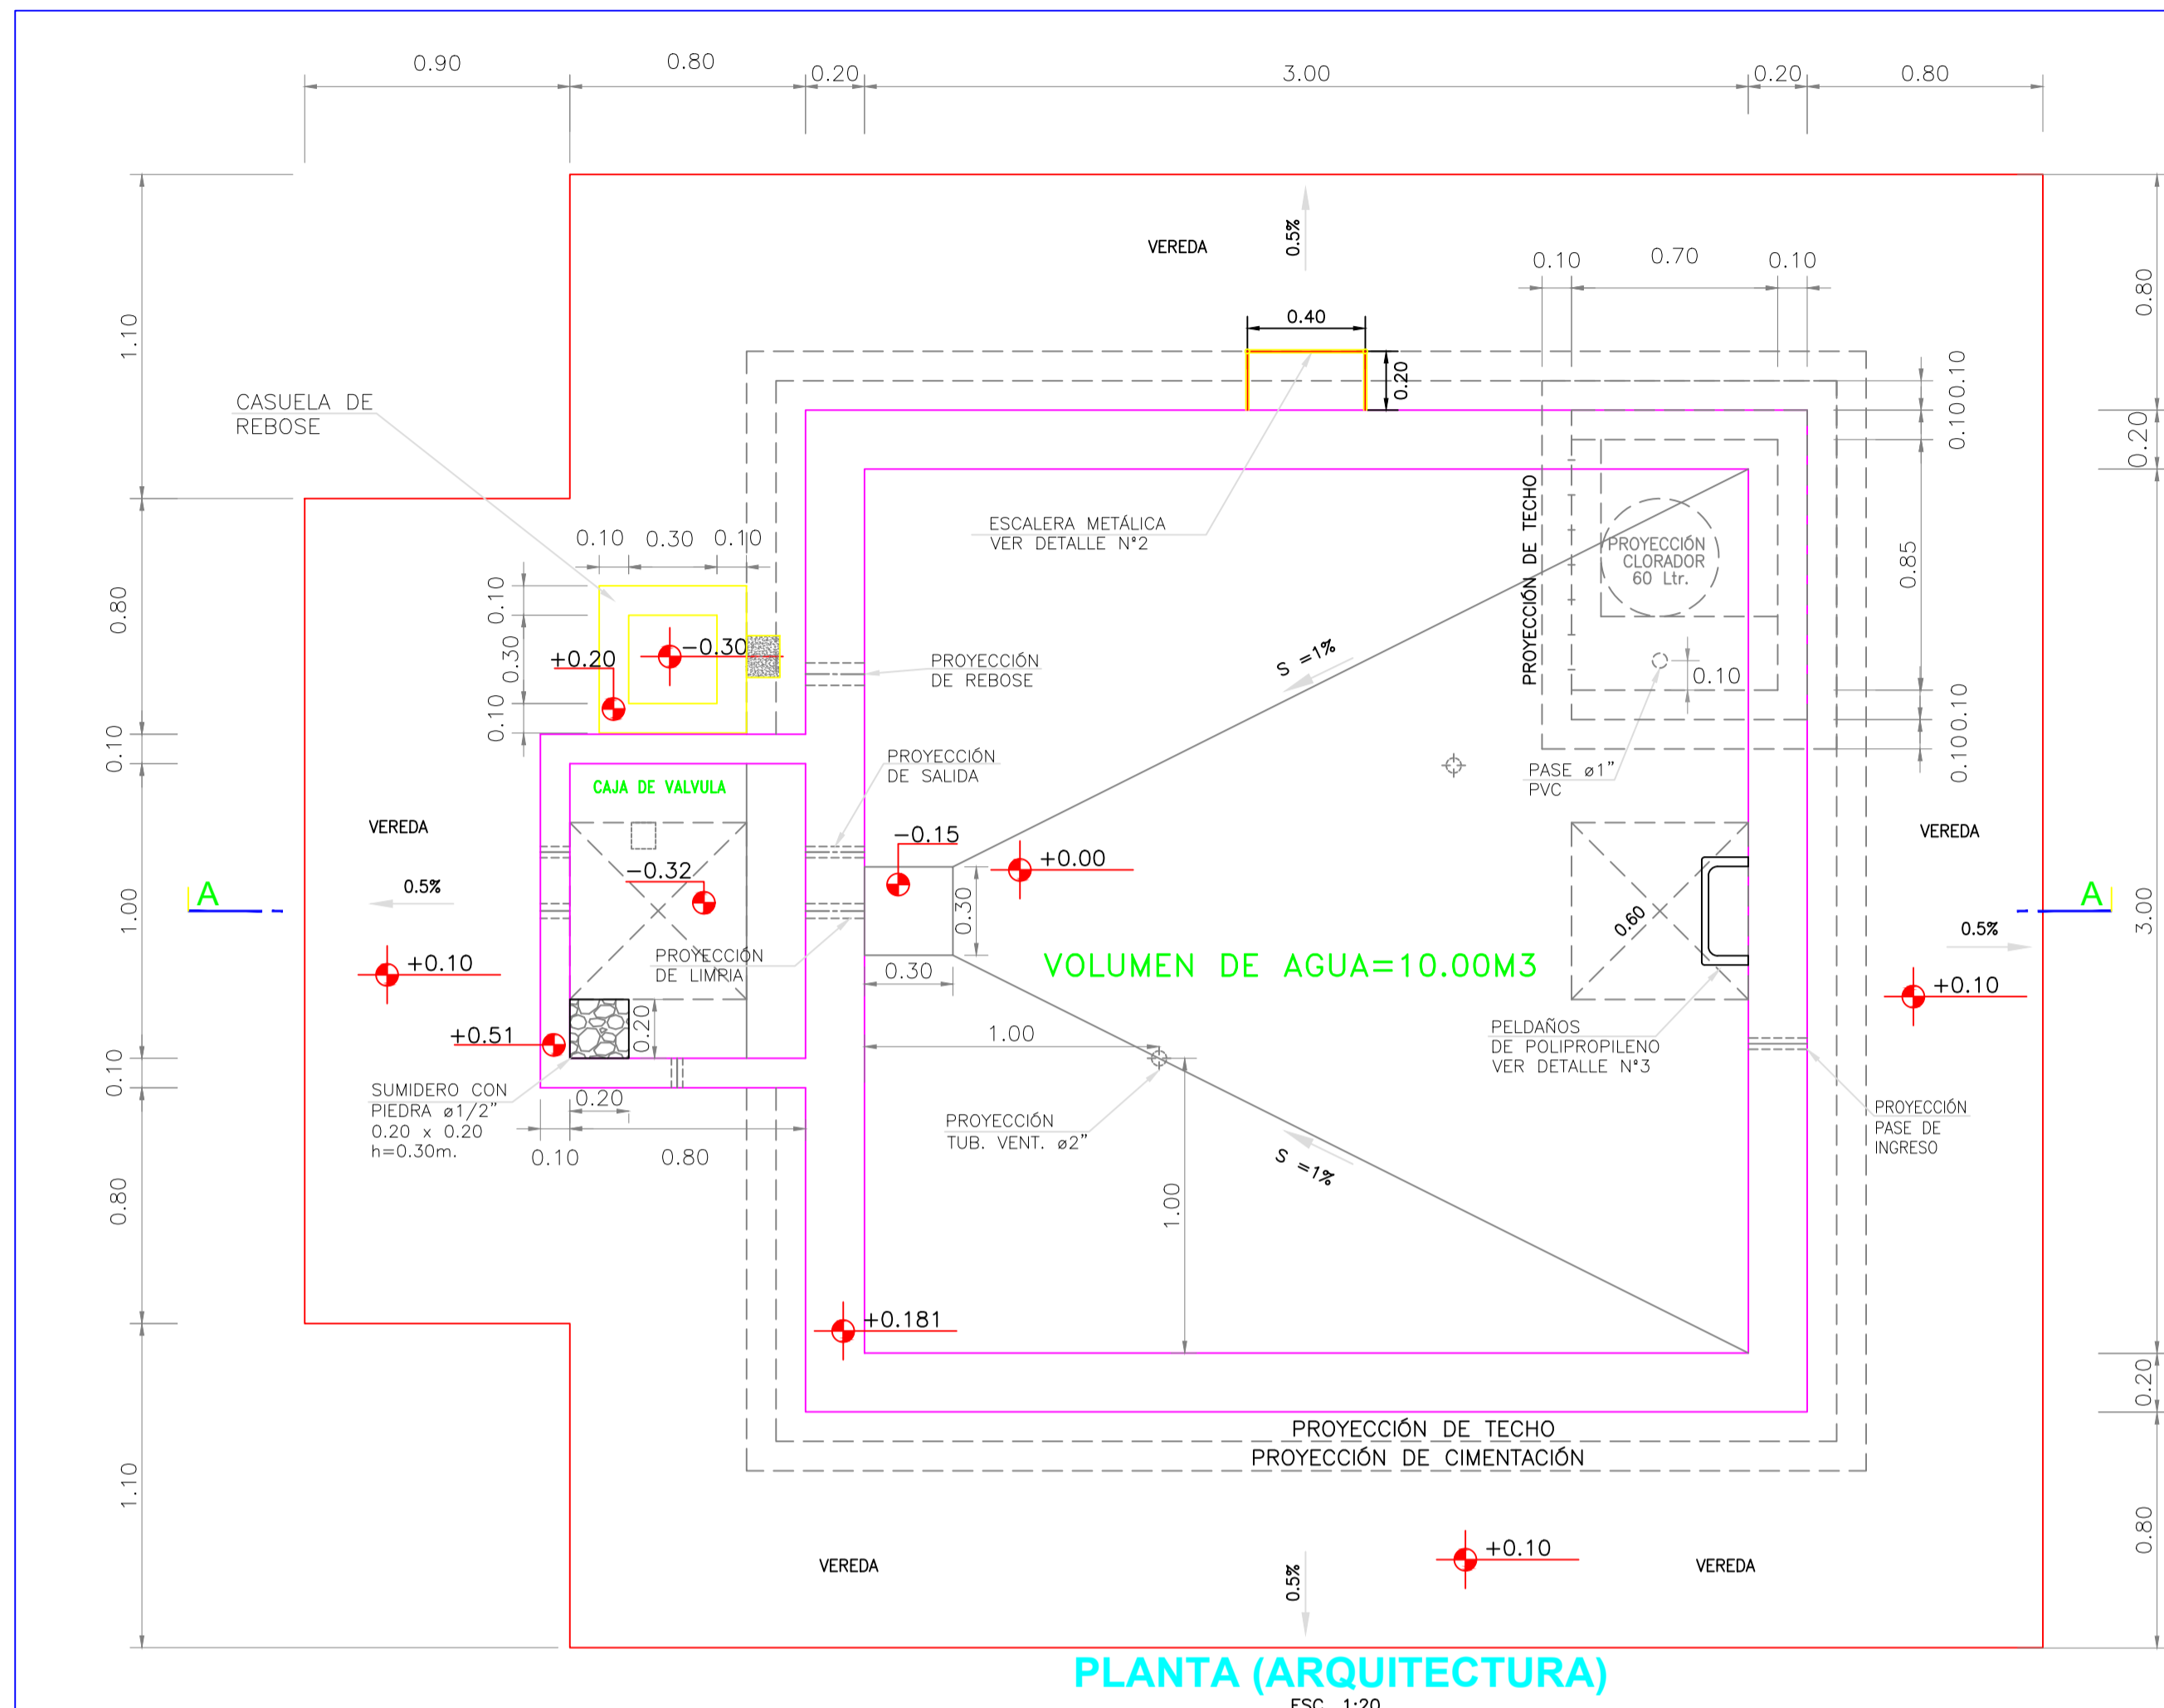 0.90
0.80
0.20
3.00
0.20
0.80
VEREDA
0.5%
0.10
0.70
0.10
1.10
0.80
0.40
0.20
0.10
0.10
0.20
CASUELA DE
REBOSE
ESCALERA METÁLICA
VER DETALLE N°2
PROYECCIÓN DE TECHO
PROYECCIÓN
CLORADOR
60 Ltr.
0.85
0.10
0.30
0.10
0.80
0.10
0.30
0.10
+0.20
-0.30
PROYECCIÓN
DE REBOSE
S =1%
0.10
0.10
0.10
0.10
PROYECCIÓN
DE SALIDA
PASE ø1"
PVC
CAJA DE VALVULA
VEREDA
VEREDA
-0.15
+0.00
-0.32
0.5%
A
A
1.00
0.30
0.60
0.5%
3.00
PROYECCIÓN
DE LIMPIA
VOLUMEN DE AGUA=10.00M3
+0.10
0.30
+0.10
+0.51
0.20
1.00
PELDAÑOS
DE POLIPROPILENO
VER DETALLE N°3
0.10
SUMIDERO CON
PIEDRA ø1/2"
0.20 x 0.20
h=0.30m.
0.20
0.10
0.80
PROYECCIÓN
TUB. VENT. ø2"
PROYECCIÓN
PASE DE
INGRESO
S =1%
0.80
1.00
+0.181
0.20
PROYECCIÓN DE TECHO
PROYECCIÓN DE CIMENTACIÓN
1.10
0.80
VEREDA
0.5%
+0.10
VEREDA
PLANTA (ARQUITECTURA)
ESC. 1:20